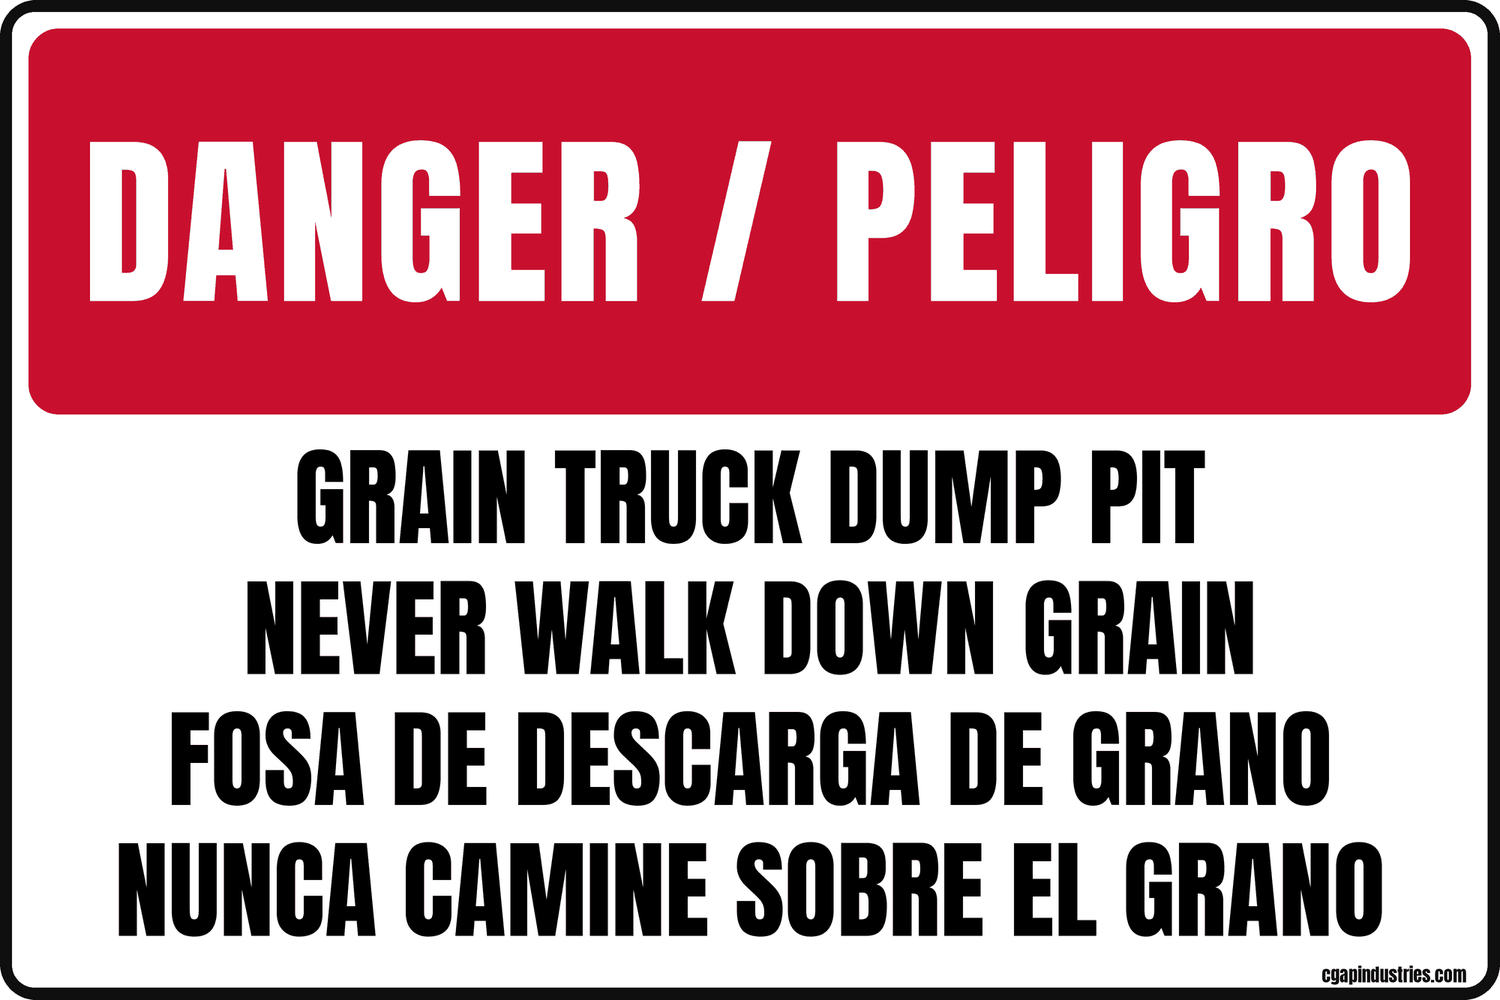 DANGER / PELIGRO
GRAIN TRUCK DUMP PIT
NEVER WALK DOWN GRAIN
FOSA DE DESCARGA DE GRANO
NUNCA CAMINE SOBRE EL GRANO
cgapindustries.com